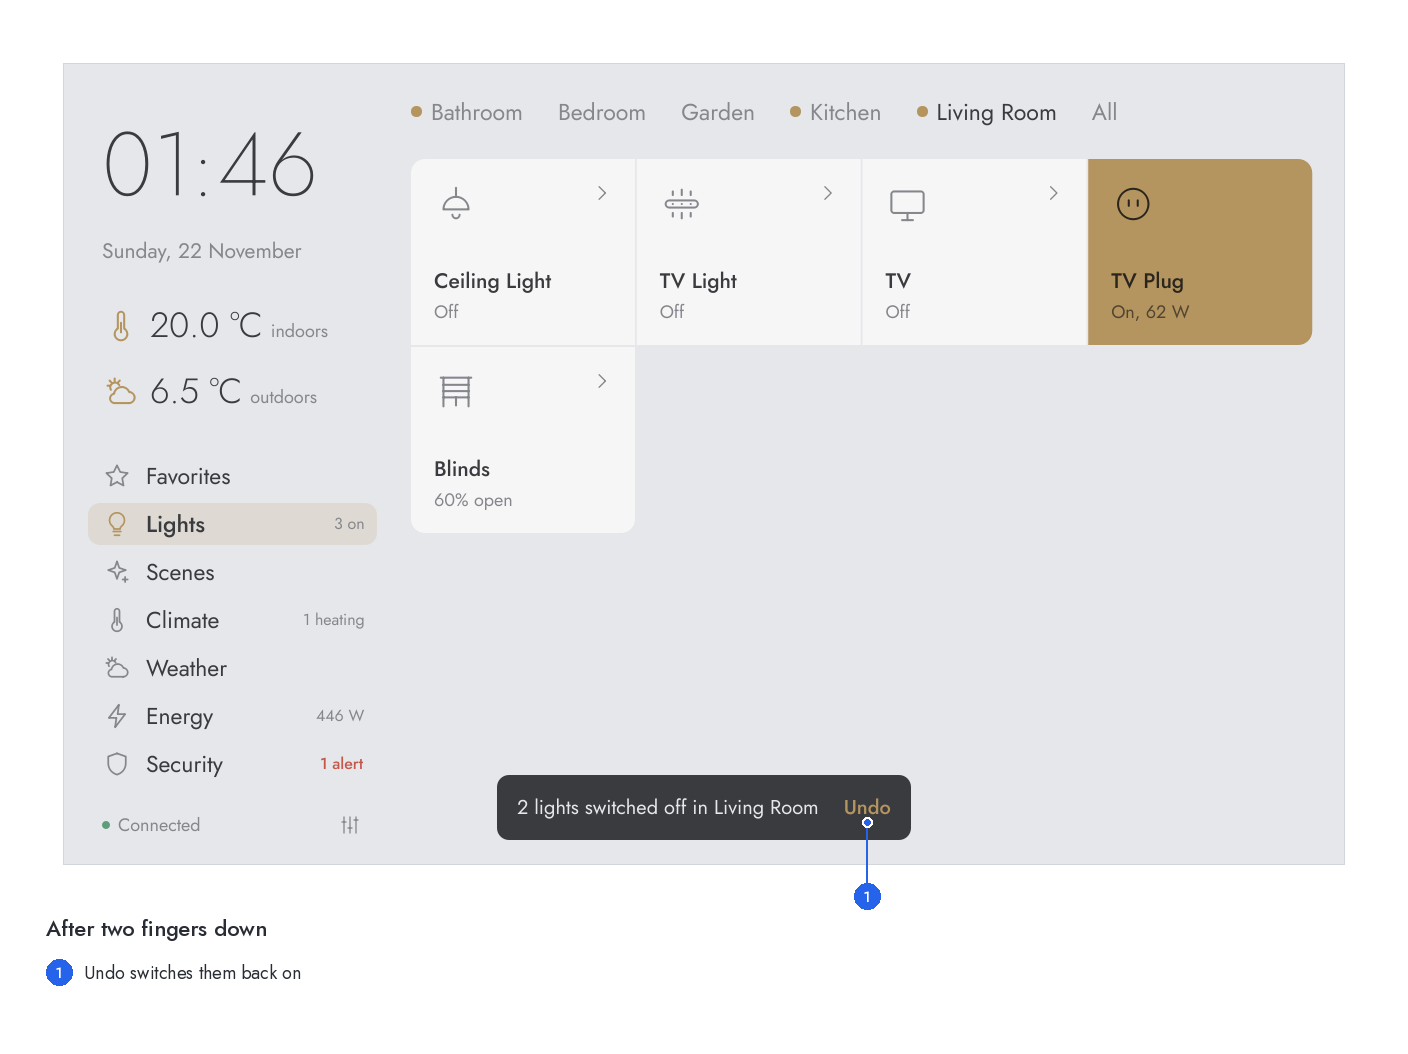 01:46
Sunday, 22 November
20.0 °C indoors
6.5 °C outdoors
Favorites
Lights 3 on
Scenes
Climate 1 heating
Weather
Energy 446 W
Security 1 alert
Connected
Bathroom Bedroom Garden Kitchen Living Room All
Ceiling Light
Off
TV Light
Off
TV
Off
TV Plug
On, 62 W
Blinds
60% open
2 lights switched off in Living Room Undo
1
After two fingers down
1 Undo switches them back on